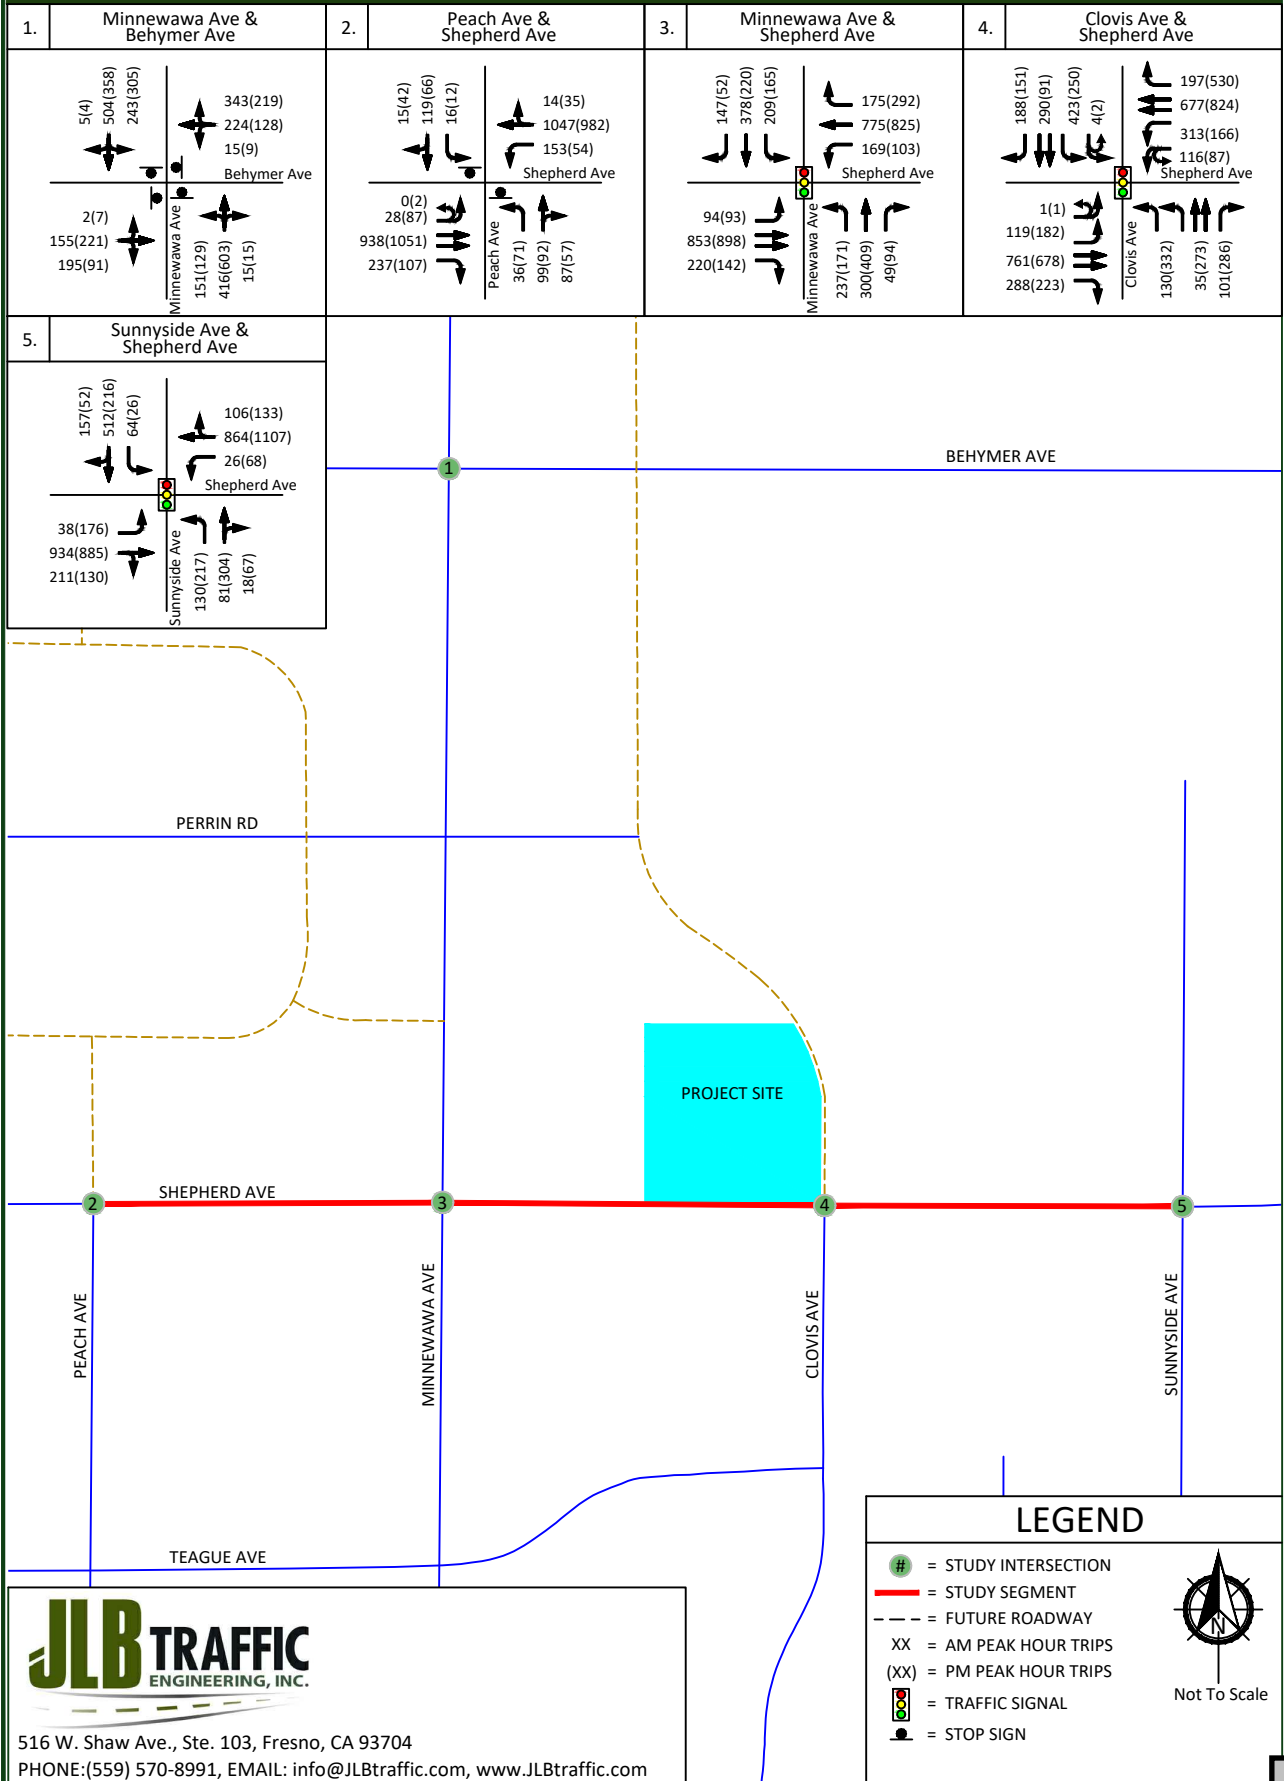 1.
Minnewawa Ave &
Behymer Ave
5(4)
504(358)
243(305)
343(219)
224(128)
15(9)
Behymer Ave
2(7)
155(221)
195(91)
Minnewawa Ave
151(129)
416(603)
15(15)
2.
Peach Ave &
Shepherd Ave
15(42)
119(66)
16(12)
14(35)
1047(982)
153(54)
Shepherd Ave
0(2)
28(87)
938(1051)
237(107)
Peach Ave
36(71)
99(92)
87(57)
3.
Minnewawa Ave &
Shepherd Ave
147(52)
378(220)
209(165)
175(292)
775(825)
169(103)
Shepherd Ave
94(93)
853(898)
220(142)
Minnewawa Ave
237(171)
300(409)
49(94)
4.
Clovis Ave &
Shepherd Ave
188(151)
290(91)
423(250)
4(2)
197(530)
677(824)
313(166)
116(87)
Shepherd Ave
1(1)
119(182)
761(678)
288(223)
Clovis Ave
130(332)
35(273)
101(286)
5.
Sunnyside Ave &
Shepherd Ave
157(52)
512(216)
64(26)
106(133)
864(1107)
26(68)
Shepherd Ave
38(176)
934(885)
211(130)
Sunnyside Ave
130(217)
81(304)
18(67)
1
BEHYMER AVE
PERRIN RD
PROJECT SITE
SHEPHERD AVE
2
3
4
5
PEACH AVE
MINNEWAWA AVE
CLOVIS AVE
SUNNYSIDE AVE
TEAGUE AVE
LEGEND
# = STUDY INTERSECTION
= STUDY SEGMENT
= FUTURE ROADWAY
XX = AM PEAK HOUR TRIPS
(XX) = PM PEAK HOUR TRIPS
= TRAFFIC SIGNAL
= STOP SIGN
N
Not To Scale
JLB TRAFFIC
ENGINEERING, INC.
516 W. Shaw Ave., Ste. 103, Fresno, CA 93704
PHONE:(559) 570-8991, EMAIL: info@JLBtraffic.com, www.JLBtraffic.com